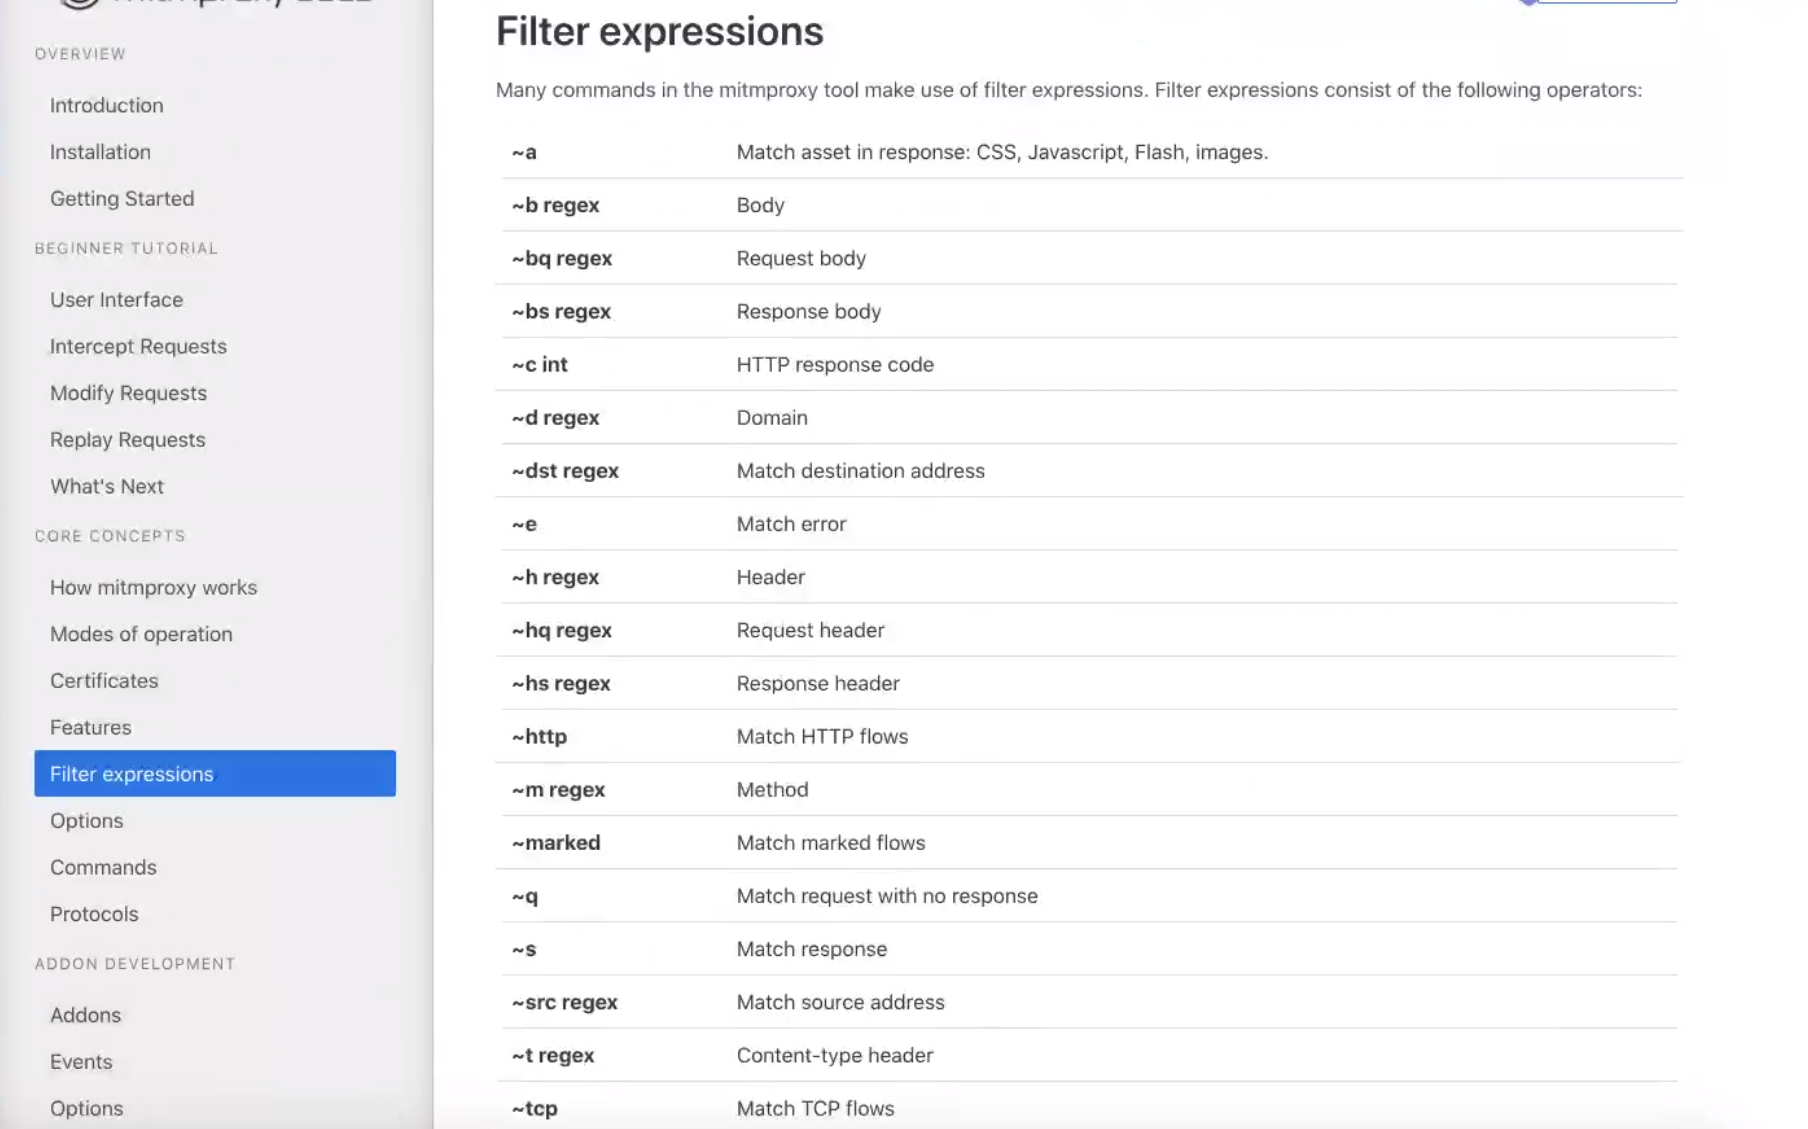 OVERVIEW
Introduction
Installation
Getting Started
BEGINNER TUTORIAL
User Interface
Intercept Requests
Modify Requests
Replay Requests
What's Next
CORE CONCEPTS
How mitmproxy works
Modes of operation
Certificates
Features
Filter expressions
Options
Commands
Protocols
ADDON DEVELOPMENT
Addons
Events
Options
Filter expressions
Many commands in the mitmproxy tool make use of filter expressions. Filter expressions consist of the following operators:
~a Match asset in response: CSS, Javascript, Flash, images.
~b regex Body
~bq regex Request body
~bs regex Response body
~c int HTTP response code
~d regex Domain
~dst regex Match destination address
~e Match error
~h regex Header
~hq regex Request header
~hs regex Response header
~http Match HTTP flows
~m regex Method
~marked Match marked flows
~q Match request with no response
~s Match response
~src regex Match source address
~t regex Content-type header
~tcp Match TCP flows